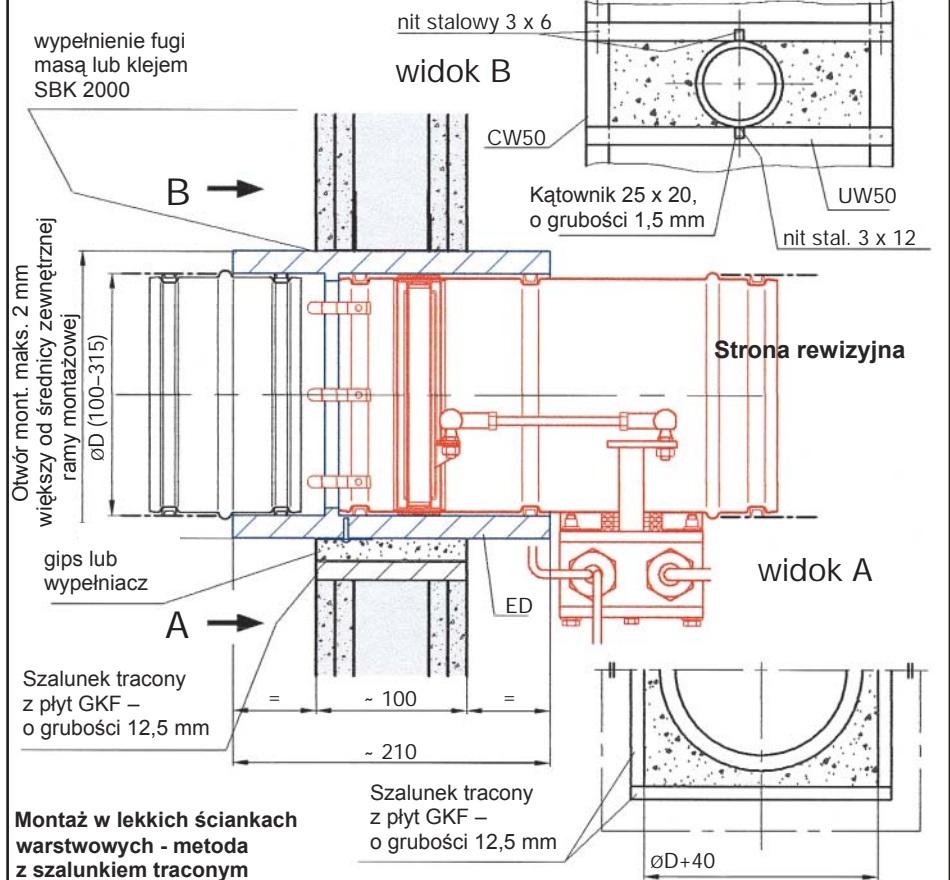 nit stalowy 3 x 6
wypełnienie fugi
masą lub klejem
SBK 2000
widok B
CW50
B
UW50
Kątownik 25 x 20,
o grubości 1,5 mm
nit stal. 3 x 12
Otwór mont. maks. 2 mm
większy od średnicy zewnętrznej
ramy montażowej
øD (100–315)
Strona rewizyjna
gips lub
wypełniacz
widok A
ED
A
Szalunek tracony
z płyt GKF –
o grubości 12,5 mm
=
~ 100
=
~ 210
Szalunek tracony
z płyt GKF –
o grubości 12,5 mm
Montaż w lekkich ściankach
warstwowych - metoda
z szalunkiem traconym
øD+40